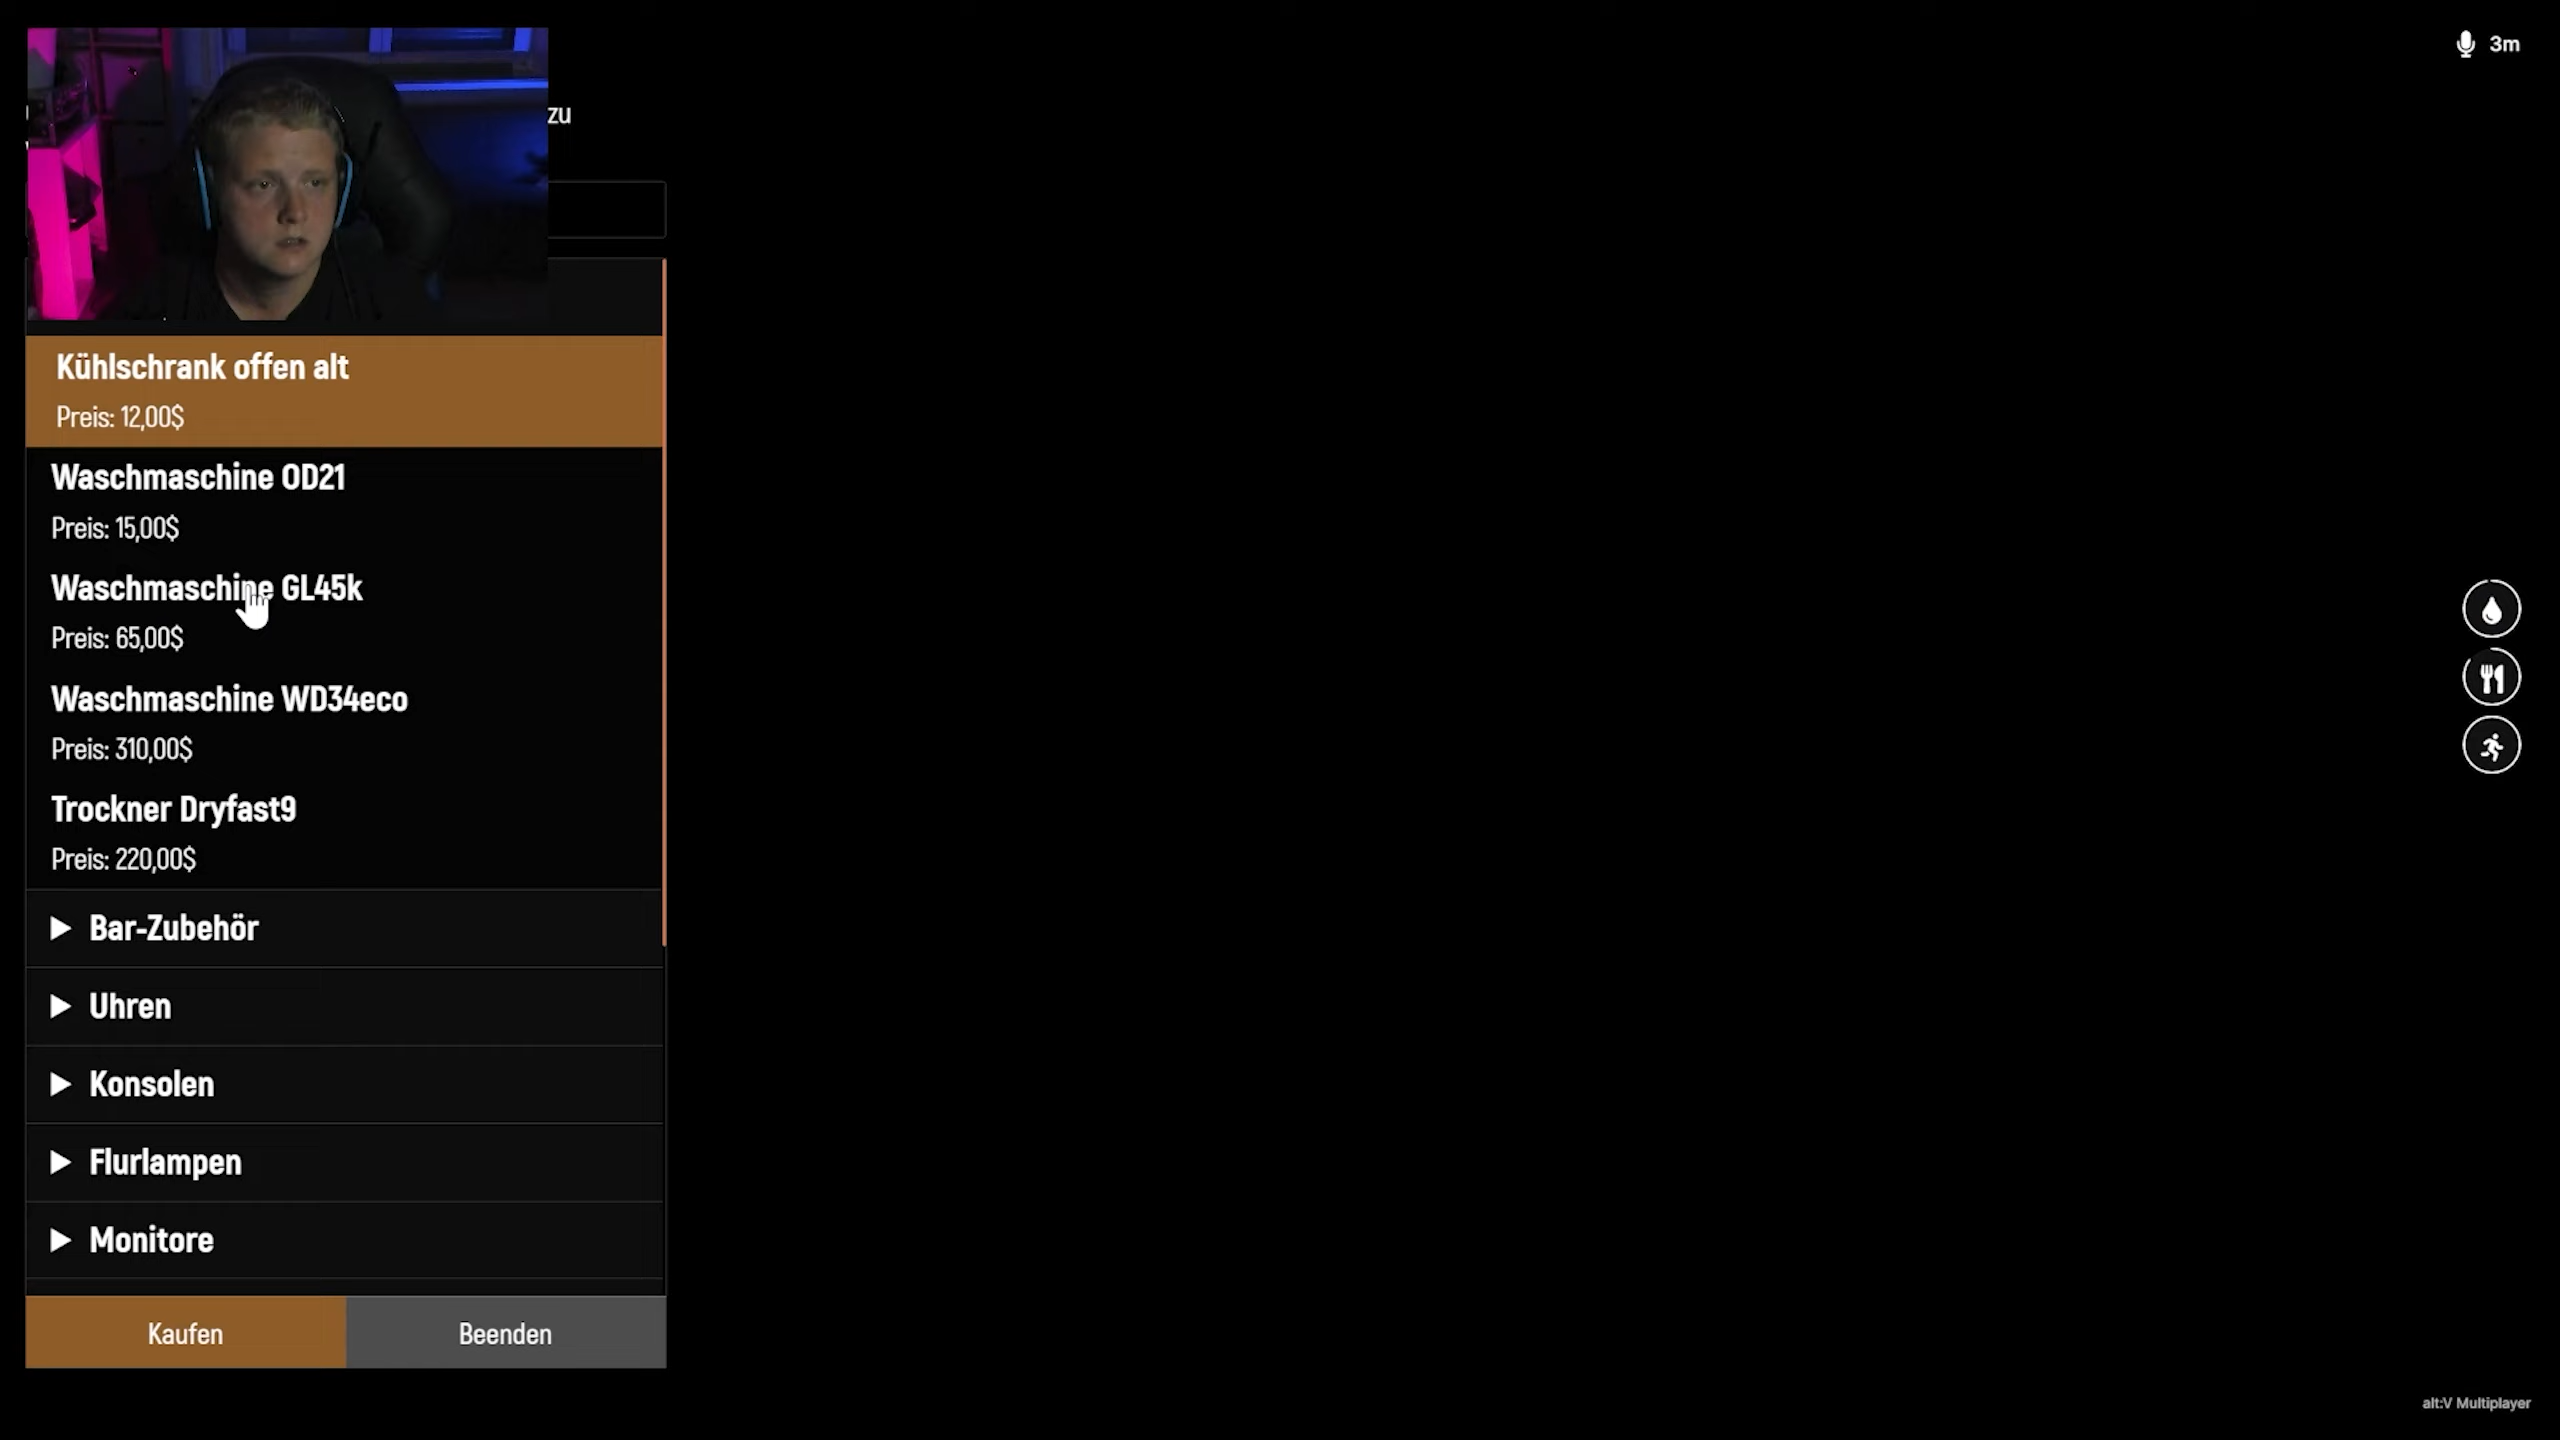 3m
zu
Kühlschrank offen alt
Preis: 12,00$
Waschmaschine OD21
Preis: 15,00$
Waschmaschine GL45k
Preis: 65,00$
Waschmaschine WD34eco
Preis: 310,00$
Trockner Dryfast9
Preis: 220,00$
Bar-Zubehör
Uhren
Konsolen
Flurlampen
Monitore
Kaufen
Beenden
alt:V Multiplayer